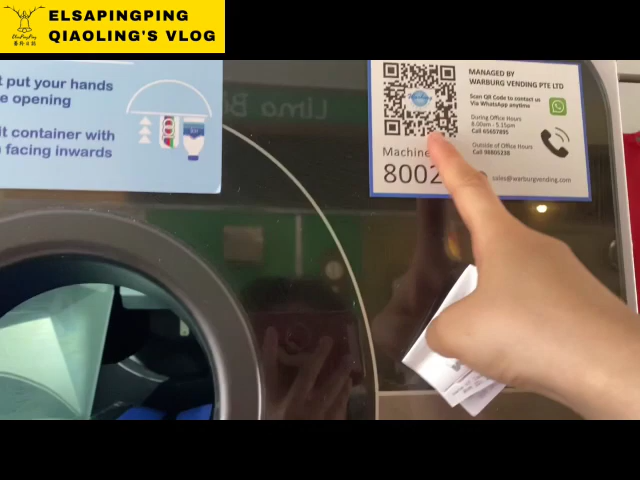 ELSAPINGPING
QIAOLING'S VLOG
put your hands
opening
it container with
facing inwards
MANAGED BY
WARBURG VENDING PTE LTD
Scan QR Code to contact us
Via WhatsApp anytime
During Office Hours
8.00am - 5.15pm
Call 65837895
Outside of Office Hours
Call 98806238
Machine
8002
sales@warburgvending.com